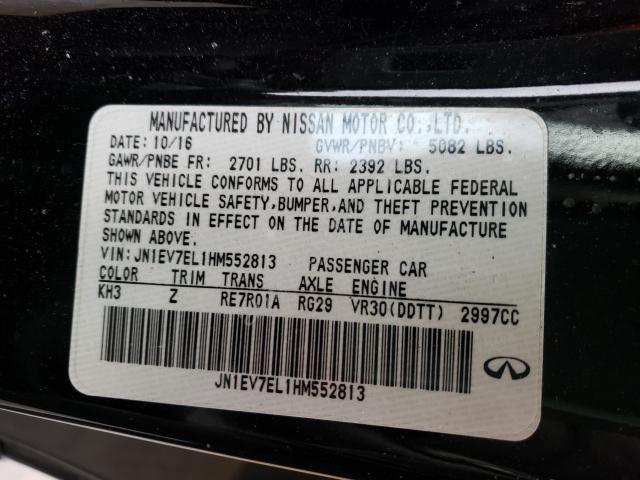 MANUFACTURED BY NISSAN MOTOR CO.,LTD.
DATE: 10/16 GVWR/PNBV: 5082 LBS.
GAWR/PNBE FR: 2701 LBS. RR: 2392 LBS.
THIS VEHICLE CONFORMS TO ALL APPLICABLE FEDERAL
MOTOR VEHICLE SAFETY,BUMPER,AND THEFT PREVENTION
STANDARDS IN EFFECT ON THE DATE OF MANUFACTURE
SHOWN ABOVE.
VIN:JN1EV7EL1HM552813 PASSENGER CAR
COLOR TRIM TRANS AXLE ENGINE
KH3 Z RE7R01A RG29 VR30(DDTT) 2997CC
JN1EV7EL1HM552813